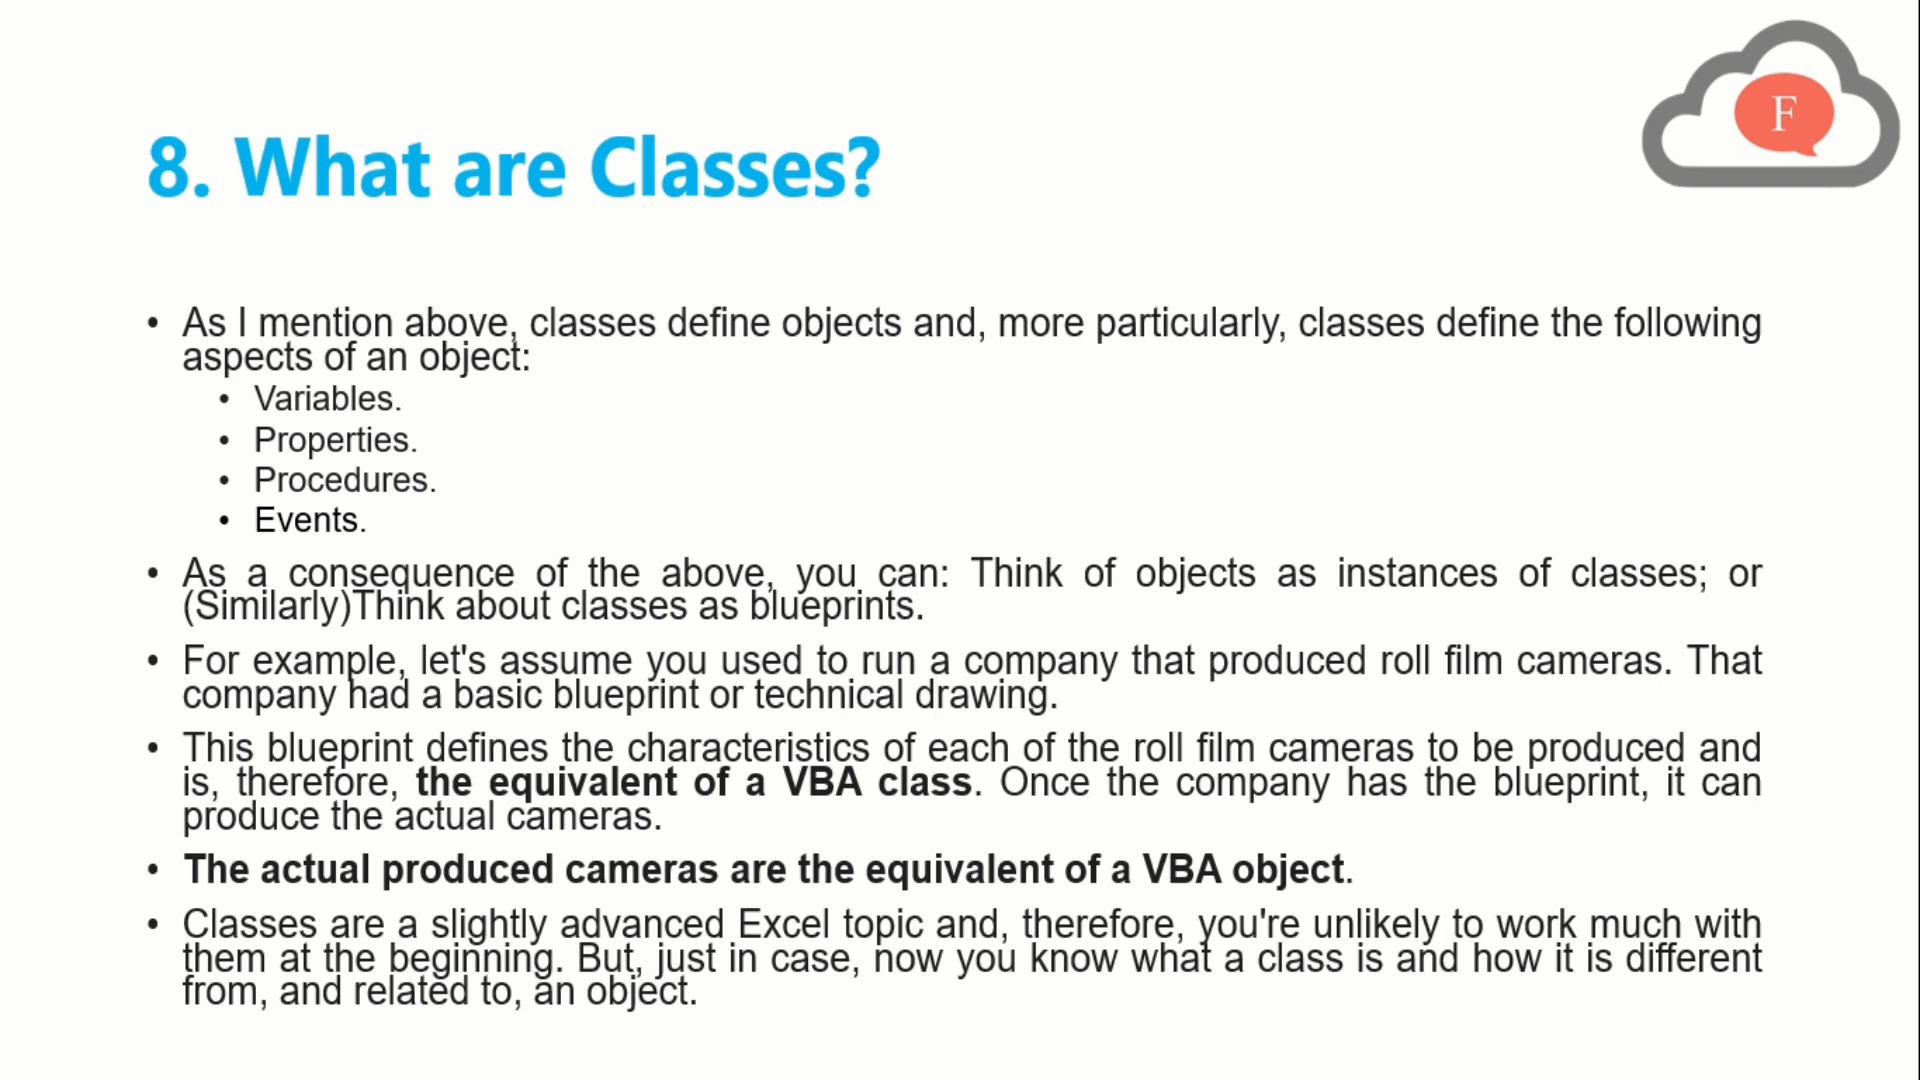 F
8. What are Classes?
• As I mention above, classes define objects and, more particularly, classes define the following
aspects of an object:
• Variables.
• Properties.
• Procedures.
• Events.
• As a consequence of the above, you can: Think of objects as instances of classes; or
(Similarly)Think about classes as blueprints.
• For example, let's assume you used to run a company that produced roll film cameras. That
company had a basic blueprint or technical drawing.
• This blueprint defines the characteristics of each of the roll film cameras to be produced and
is, therefore, the equivalent of a VBA class. Once the company has the blueprint, it can
produce the actual cameras.
• The actual produced cameras are the equivalent of a VBA object.
• Classes are a slightly advanced Excel topic and, therefore, you're unlikely to work much with
them at the beginning. But, just in case, now you know what a class is and how it is different
from, and related to, an object.